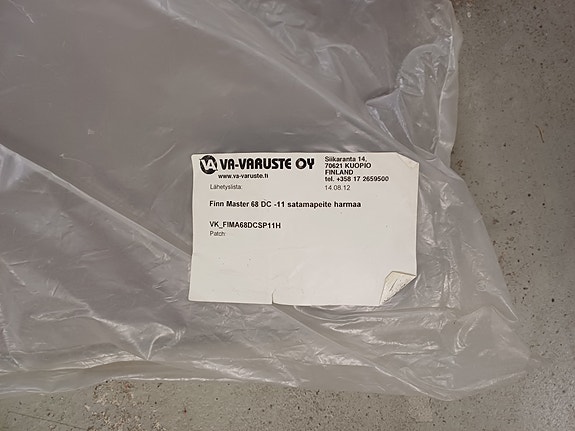 VA VA-VARUSTE OY
www.va-varuste.fi
Siikaranta 14,
70621 KUOPIO
FINLAND
tel. +358 17 2659500
Lähetyslista: 14.08.12
Finn Master 68 DC -11 satamapeite harmaa
VK_FIMA68DCSP11H
Patch: